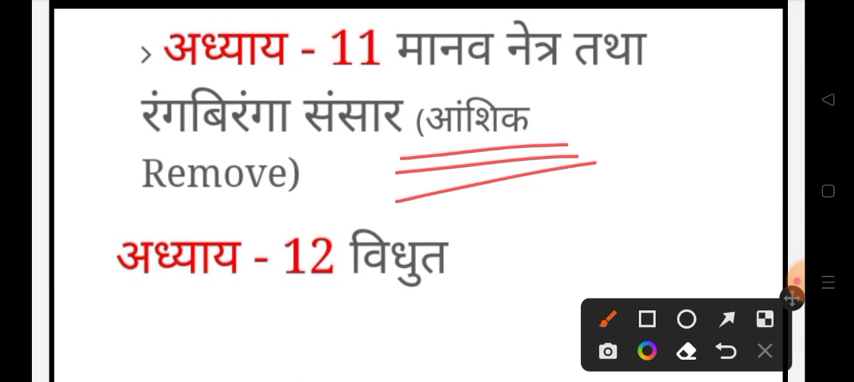 › अध्याय - 11 मानव नेत्र तथा
रंगबिरंगा संसार (आंशिक
Remove)
अध्याय - 12 विधुत